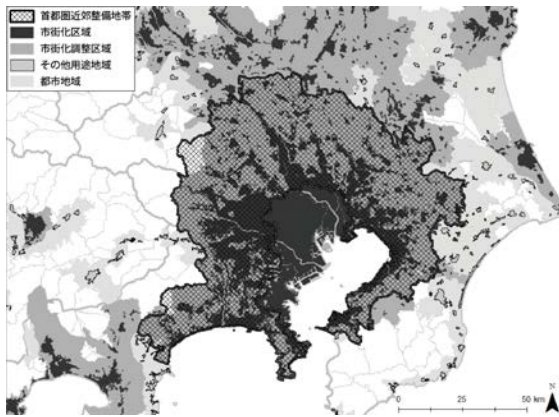 首都圏近郊整備地帯
市街化区域
市街化調整区域
その他用途地域
都市地域
N
0 25 50 km